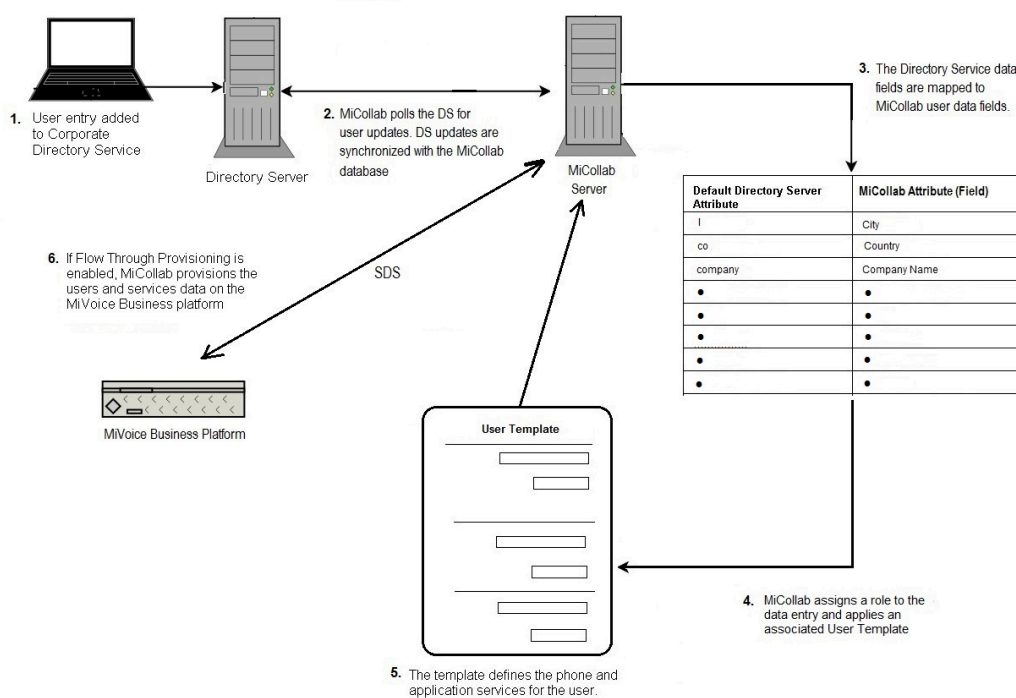 1. User entry added
to Corporate
Directory Service
Directory Server
2. MiCollab polls the DS for
user updates. DS updates are
synchronized with the MiCollab
database
MiCollab
Server
3. The Directory Service data
fields are mapped to
MiCollab user data fields.
Default Directory Server
Attribute
MiCollab Attribute (Field)
l
City
co
Country
company
Company Name
6. If Flow Through Provisioning is
enabled, MiCollab provisions the
users and services data on the
MiVoice Business platform
SDS
MiVoice Business Platform
User Template
4. MiCollab assigns a role to the
data entry and applies an
associated User Template
5. The template defines the phone and
application services for the user.